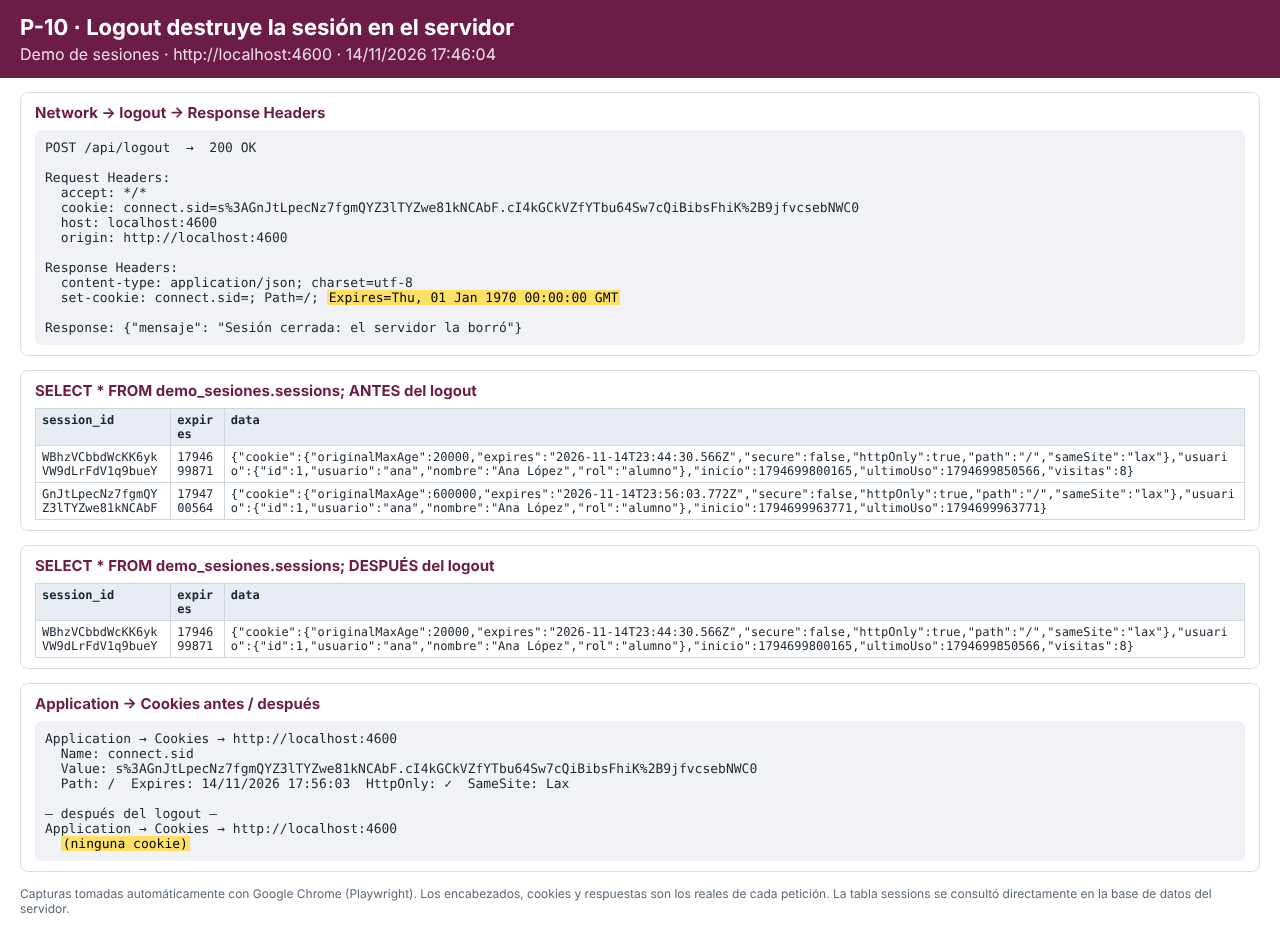 P-10 · Logout destruye la sesión en el servidor
Demo de sesiones · http://localhost:4600 · 14/11/2026 17:46:04
Network → logout → Response Headers
POST /api/logout  →  200 OK
Request Headers:
accept: */*
cookie: connect.sid=s%3AGnJtLpecNz7fgmQYZ3lTYZwe81kNCAbF.cI4kGCkVZfYTbu64Sw7cQiBibsFhiK%2B9jfvcsebNWC0
host: localhost:4600
origin: http://localhost:4600
Response Headers:
content-type: application/json; charset=utf-8
set-cookie: connect.sid=; Path=/; Expires=Thu, 01 Jan 1970 00:00:00 GMT
Response: {"mensaje": "Sesión cerrada: el servidor la borró"}
SELECT * FROM demo_sesiones.sessions; ANTES del logout
session_id expir data
es
WBhzVCbbdWcKK6yk 17946 {"cookie":{"originalMaxAge":20000,"expires":"2026-11-14T23:44:30.566Z","secure":false,"httpOnly":true,"path":"/","sameSite":"lax"},"usuari
VW9dLrFdV1q9bueY 99871 o":{"id":1,"usuario":"ana","nombre":"Ana López","rol":"alumno"},"inicio":1794699800165,"ultimoUso":1794699850566,"visitas":8}
GnJtLpecNz7fgmQY 17947 {"cookie":{"originalMaxAge":600000,"expires":"2026-11-14T23:56:03.772Z","secure":false,"httpOnly":true,"path":"/","sameSite":"lax"},"usuari
Z3lTYZwe81kNCAbF 00564 o":{"id":1,"usuario":"ana","nombre":"Ana López","rol":"alumno"},"inicio":1794699963771,"ultimoUso":1794699963771}
SELECT * FROM demo_sesiones.sessions; DESPUÉS del logout
session_id expir data
es
WBhzVCbbdWcKK6yk 17946 {"cookie":{"originalMaxAge":20000,"expires":"2026-11-14T23:44:30.566Z","secure":false,"httpOnly":true,"path":"/","sameSite":"lax"},"usuari
VW9dLrFdV1q9bueY 99871 o":{"id":1,"usuario":"ana","nombre":"Ana López","rol":"alumno"},"inicio":1794699800165,"ultimoUso":1794699850566,"visitas":8}
Application → Cookies antes / después
Application → Cookies → http://localhost:4600
Name: connect.sid
Value: s%3AGnJtLpecNz7fgmQYZ3lTYZwe81kNCAbF.cI4kGCkVZfYTbu64Sw7cQiBibsFhiK%2B9jfvcsebNWC0
Path: /  Expires: 14/11/2026 17:56:03  HttpOnly: ✓  SameSite: Lax
— después del logout —
Application → Cookies → http://localhost:4600
(ninguna cookie)
Capturas tomadas automáticamente con Google Chrome (Playwright). Los encabezados, cookies y respuestas son los reales de cada petición. La tabla sessions se consultó directamente en la base de datos del
servidor.